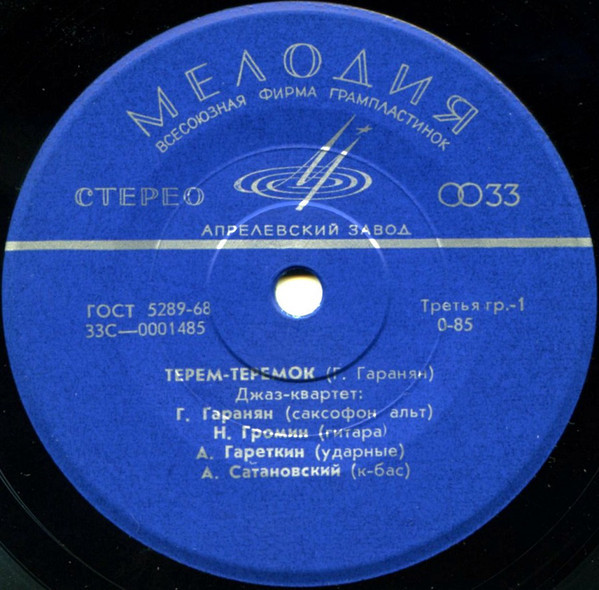 МЕЛОДИЯ
ВСЕСОЮЗНАЯ ФИРМА ГРАМПЛАСТИНОК
СТЕРЕО
33
АПРЕЛЕВСКИЙ ЗАВОД
ГОСТ 5289-68
Третья гр.-1
33С—0001485
0-85
ТЕРЕМ-ТЕРЕМОК (Г. Гаранян)
Джаз-квартет:
Г. Гаранян (саксофон альт)
Н. Громин (гитара)
А. Гареткин (ударные)
А. Сатановский (к-бас)